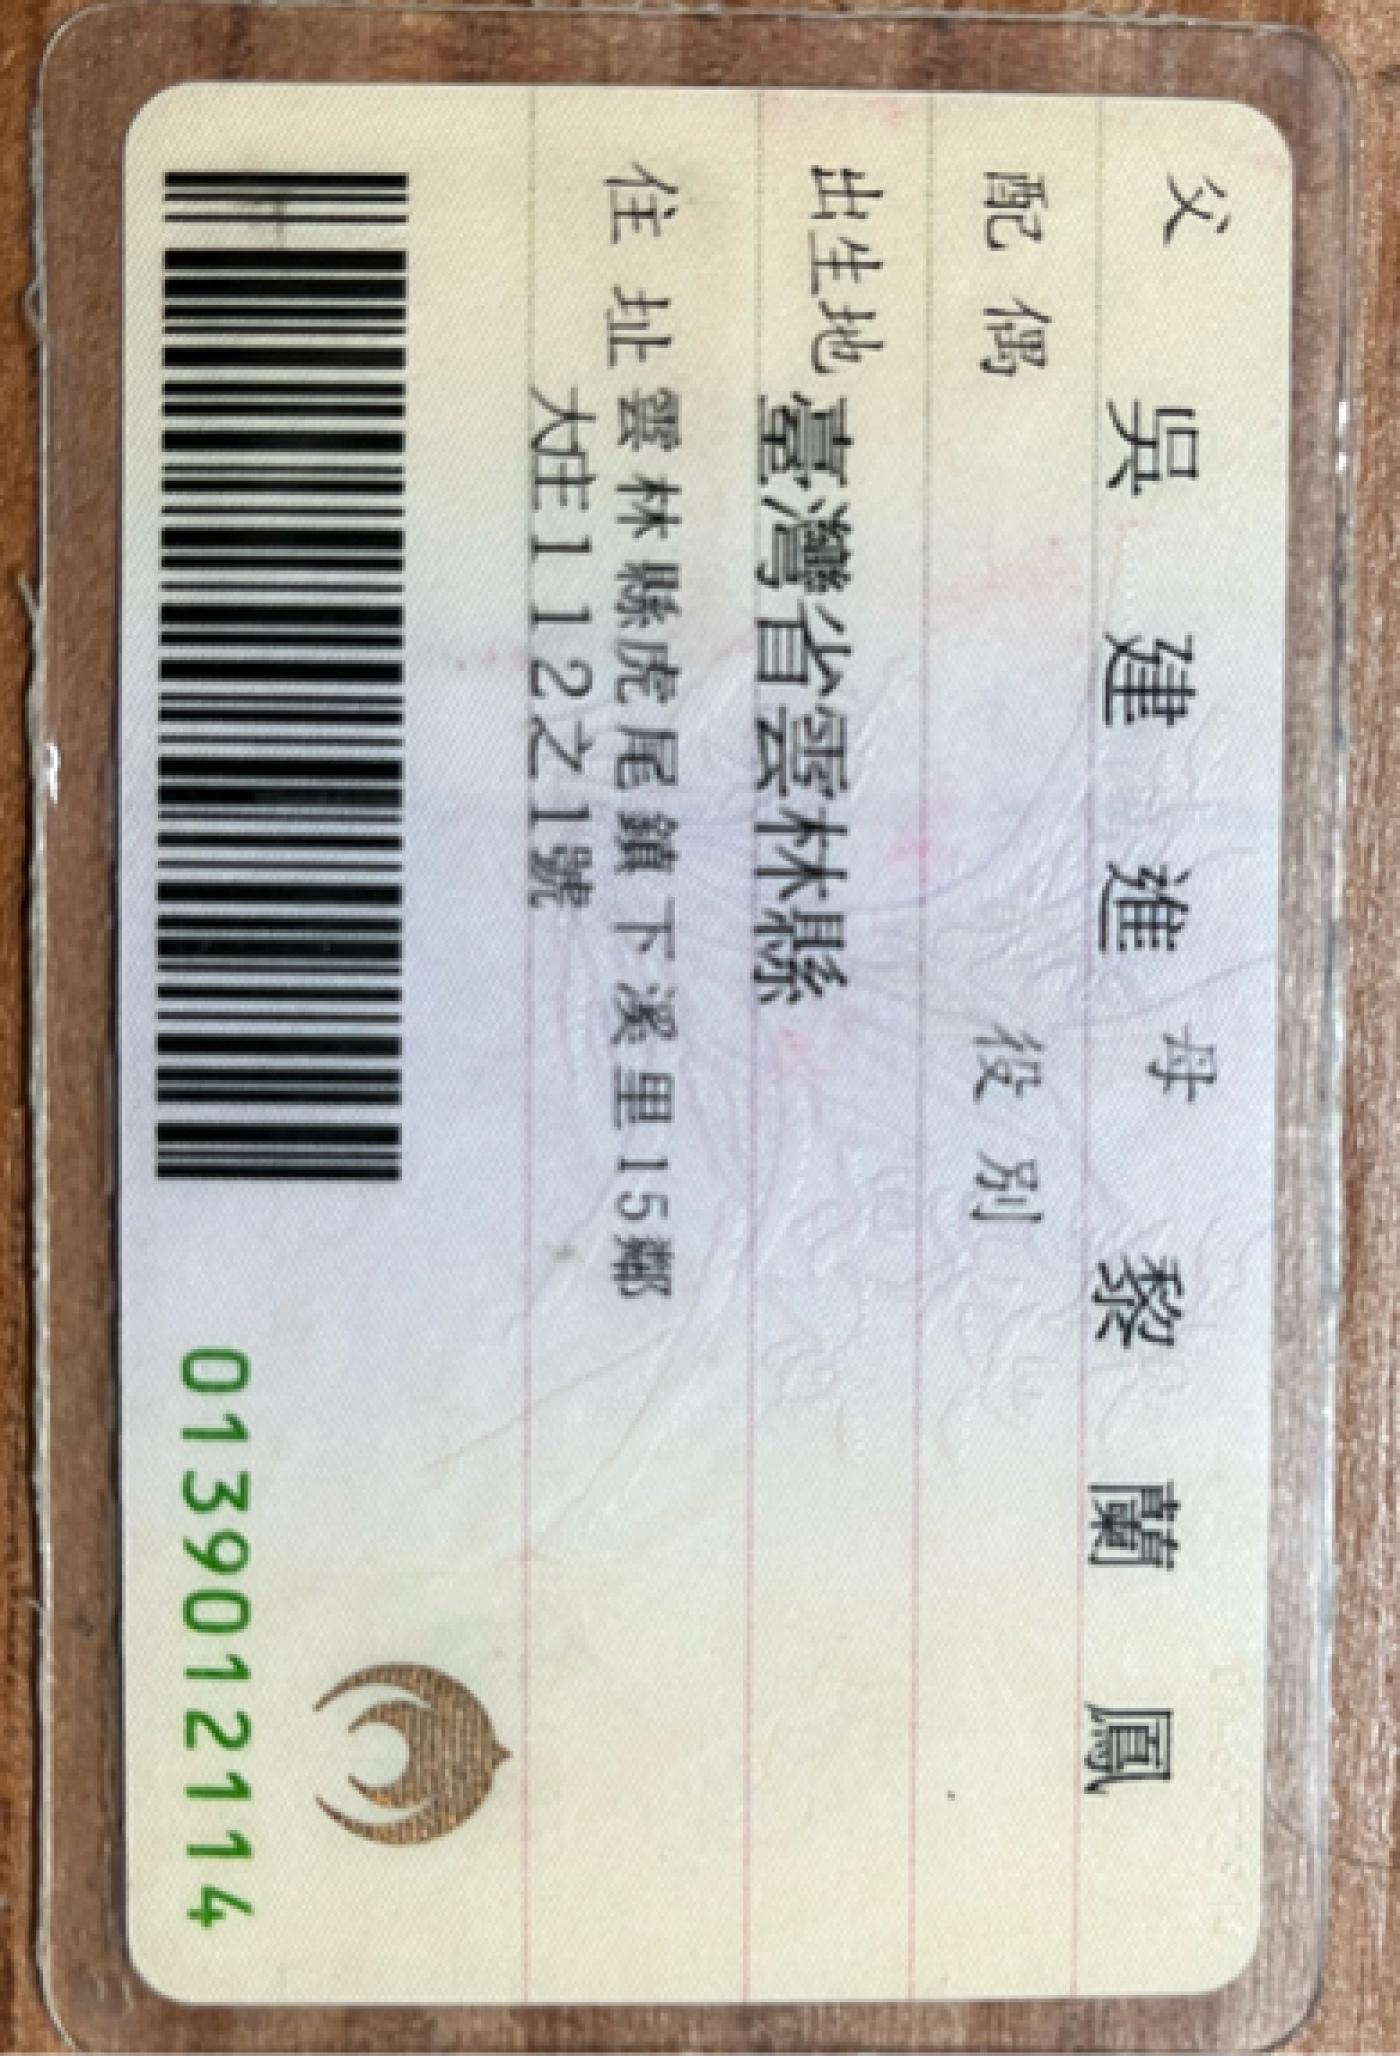 父 吳建進 母 黎蘭鳳
配偶 役別
出生地 臺灣省雲林縣
住址 雲林縣虎尾鎮下溪里15鄰
大庄112之1號
0139012114